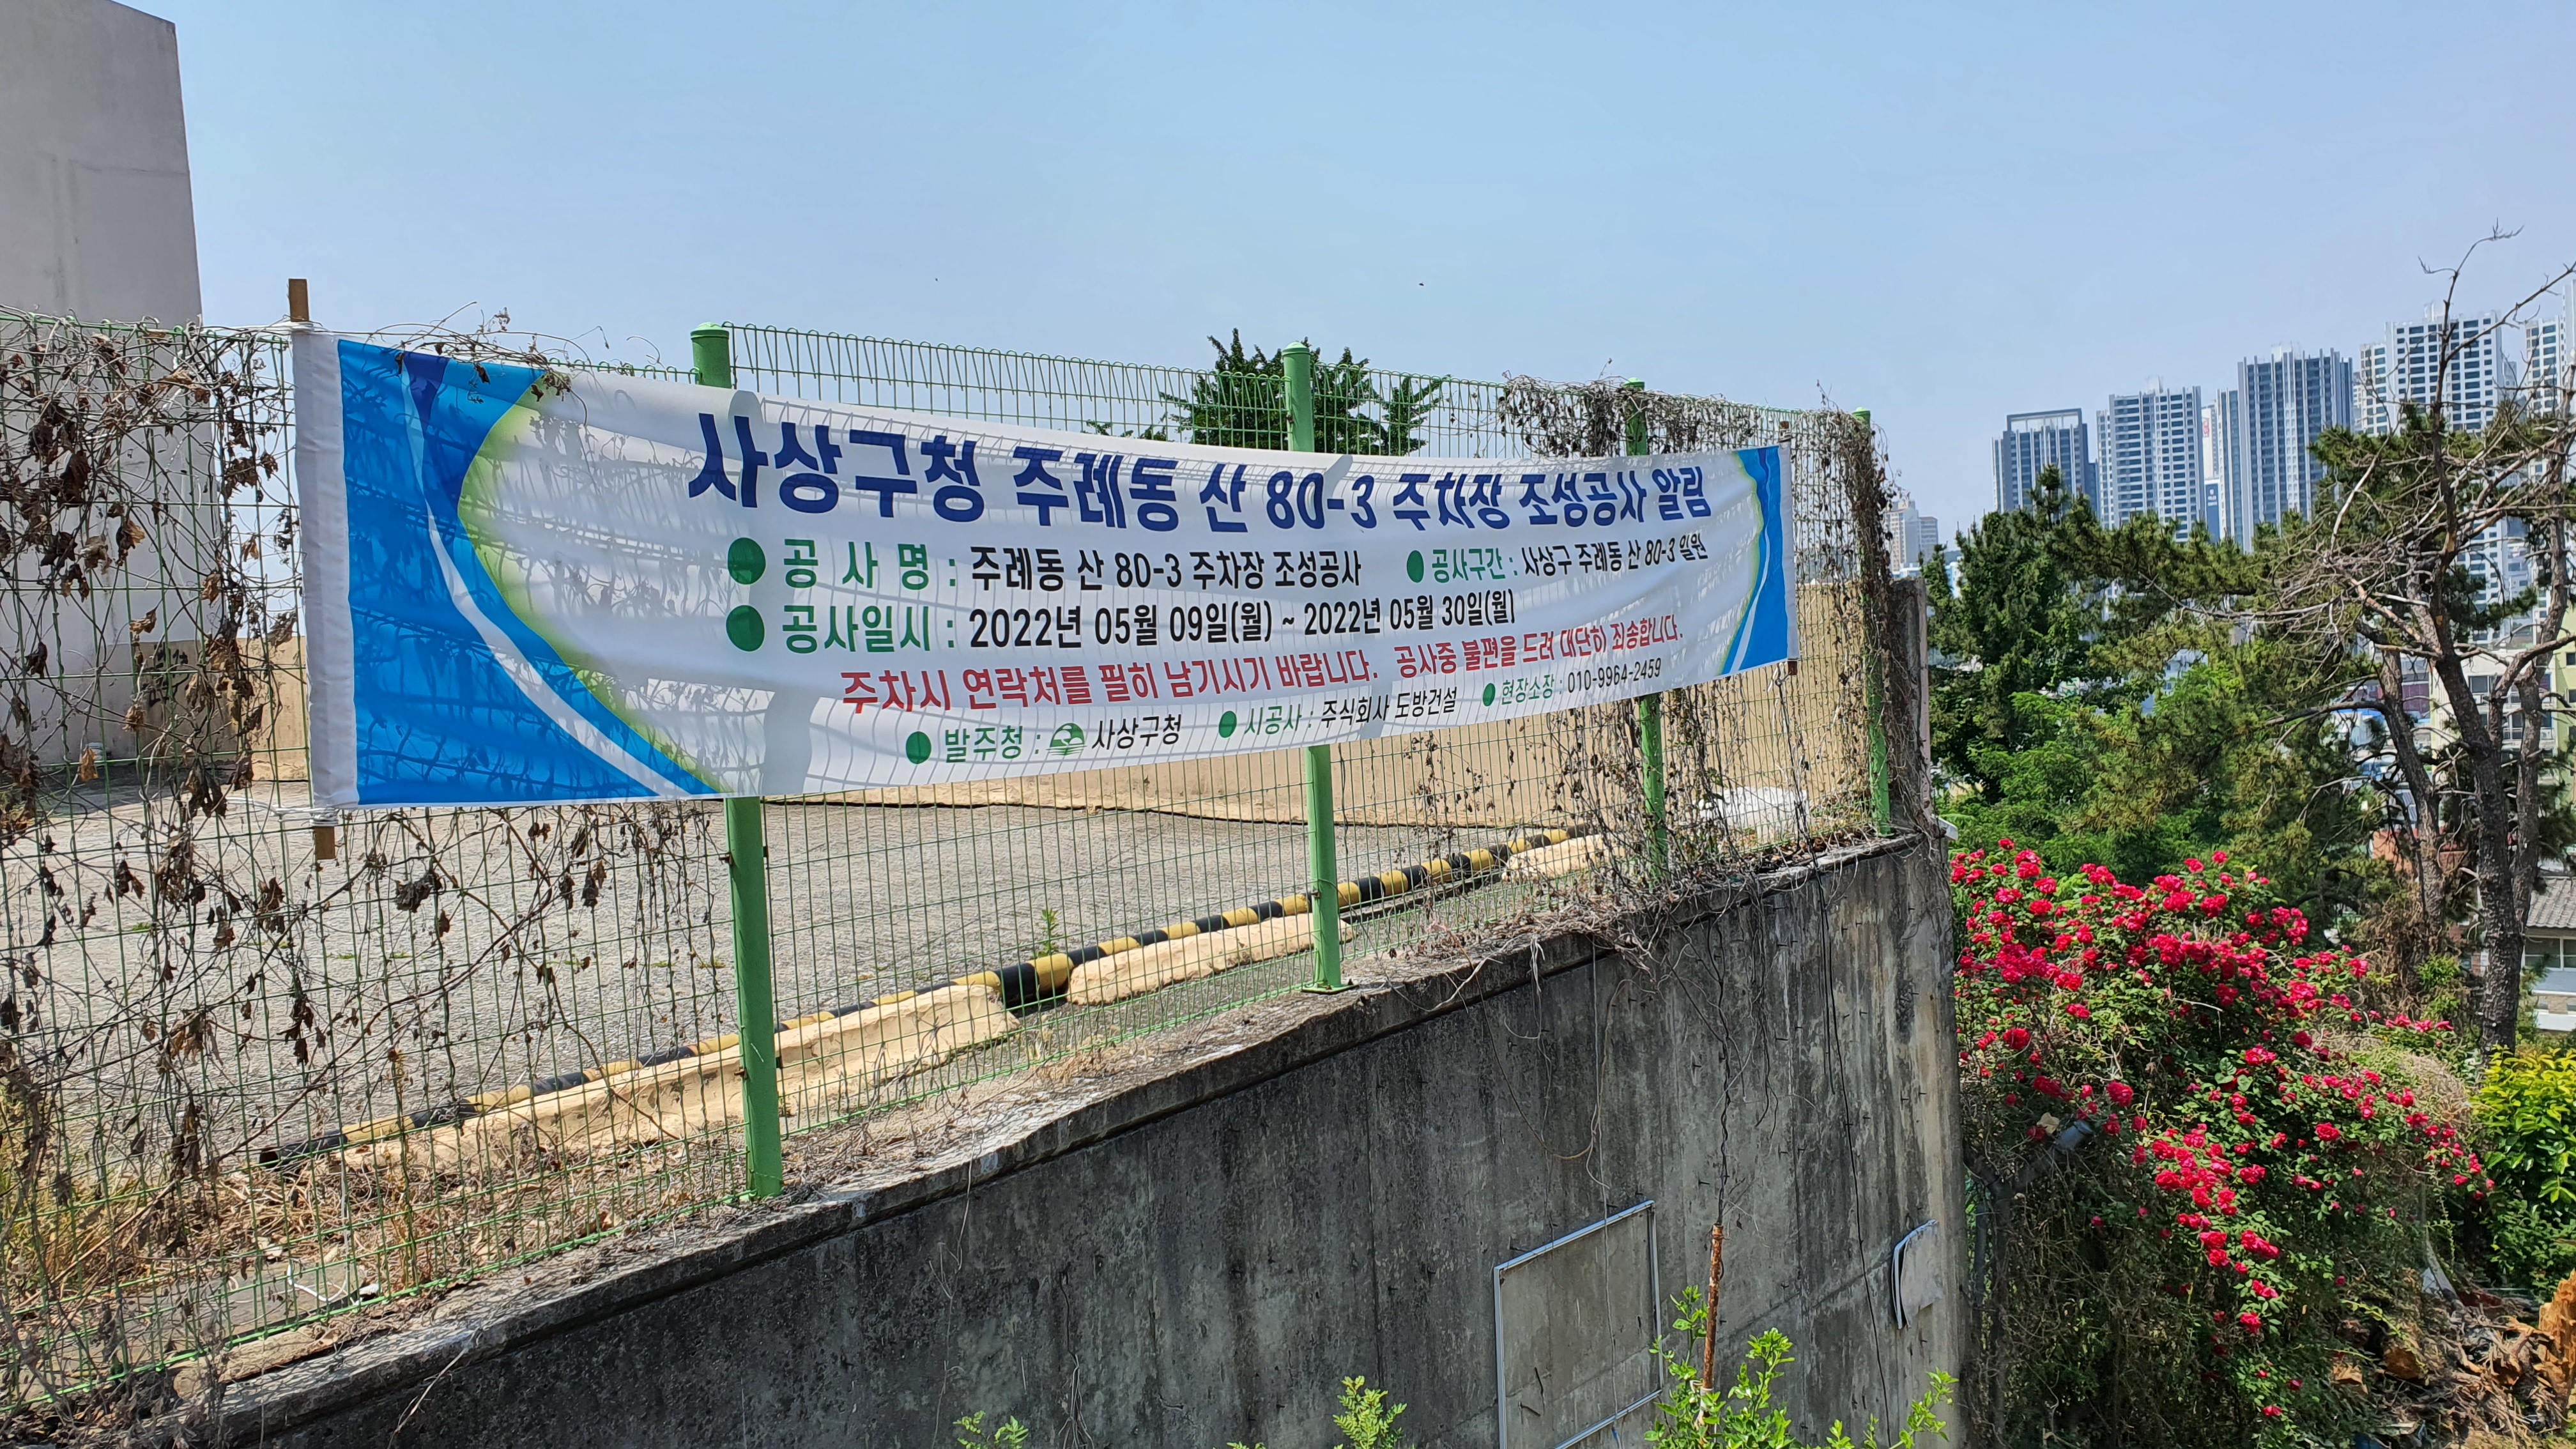 사상구청 주례동 산 80-3 주차장 조성공사 알림
● 공 사 명 : 주례동 산 80-3 주차장 조성공사 ● 공사구간 : 사상구 주례동 산 80-3 일원
● 공사일시 : 2022년 05월 09일(월) ~ 2022년 05월 30일(월)
주차시 연락처를 필히 남기시기 바랍니다. 공사중 불편을 드려 대단히 죄송합니다.
● 발주청 : 사상구청 ● 시공사 : 주식회사 도방건설 ● 현장소장 : 010-9964-2459